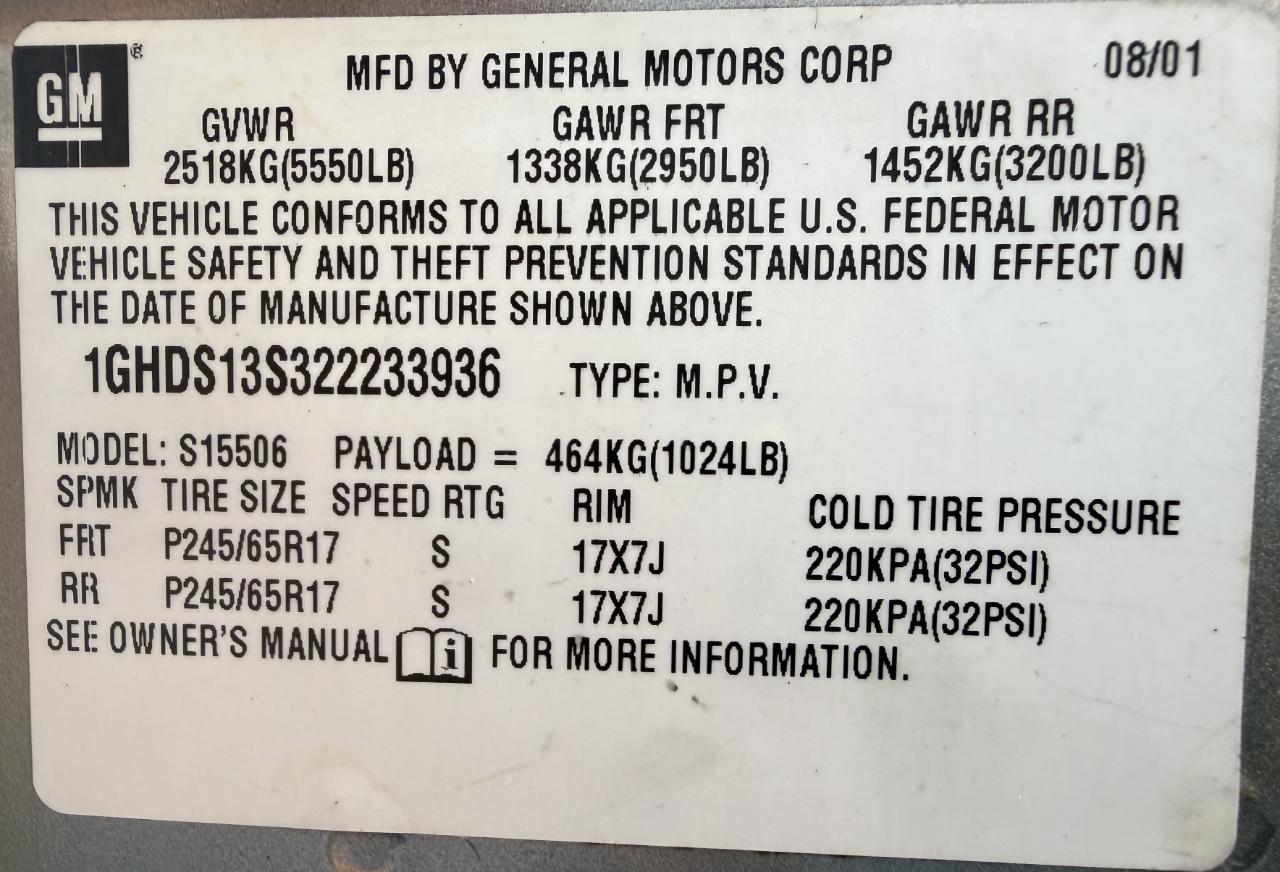 GM ®
MFD BY GENERAL MOTORS CORP 08/01
GVWR GAWR FRT GAWR RR
2518KG(5550LB) 1338KG(2950LB) 1452KG(3200LB)
THIS VEHICLE CONFORMS TO ALL APPLICABLE U.S. FEDERAL MOTOR
VEHICLE SAFETY AND THEFT PREVENTION STANDARDS IN EFFECT ON
THE DATE OF MANUFACTURE SHOWN ABOVE.
1GHDS13S322233936 TYPE: M.P.V.
MODEL: S15506 PAYLOAD = 464KG(1024LB)
SPMK TIRE SIZE SPEED RTG RIM COLD TIRE PRESSURE
FRT P245/65R17 S 17X7J 220KPA(32PSI)
RR P245/65R17 S 17X7J 220KPA(32PSI)
SEE OWNER'S MANUAL i FOR MORE INFORMATION.